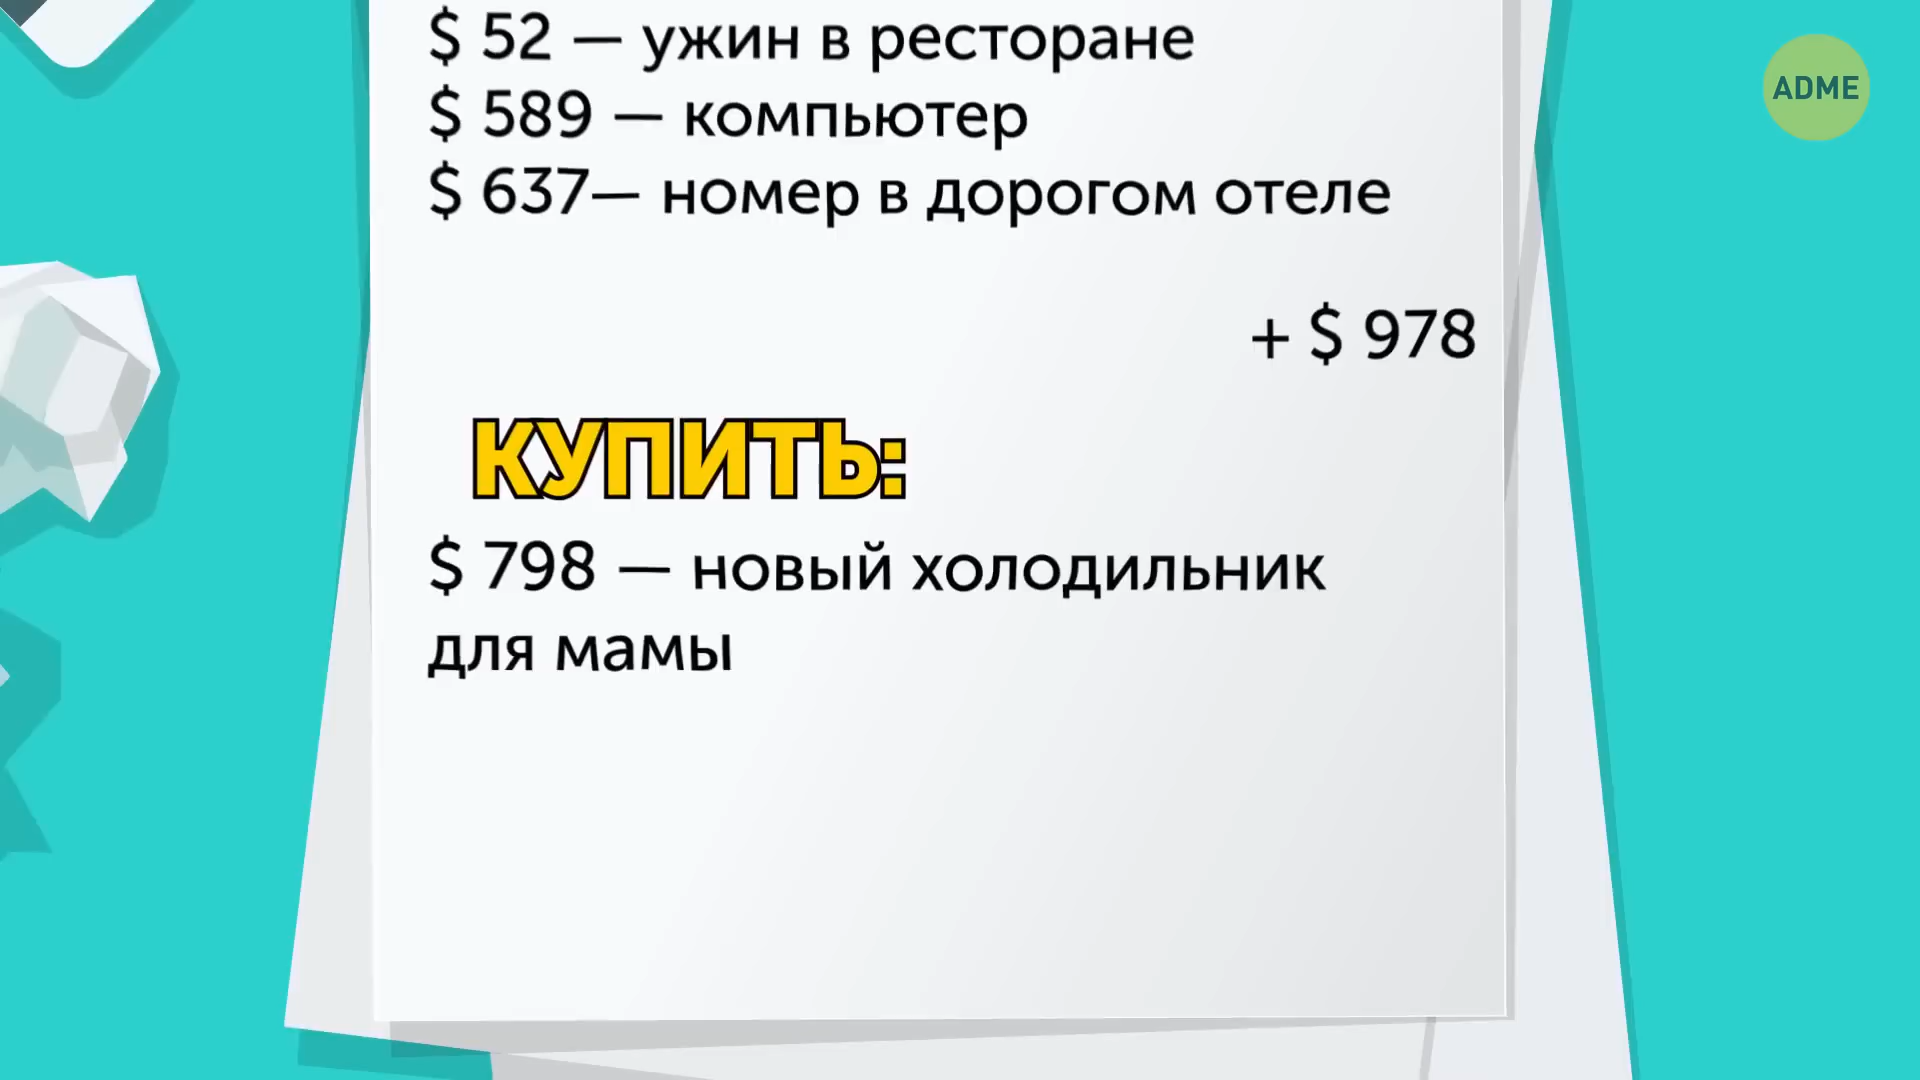 $ 52 — ужин в ресторане
ADME
$ 589 — компьютер
$ 637— номер в дорогом отеле
+ $ 978
КУПИТЬ:
$ 798 — новый холодильник
для мамы